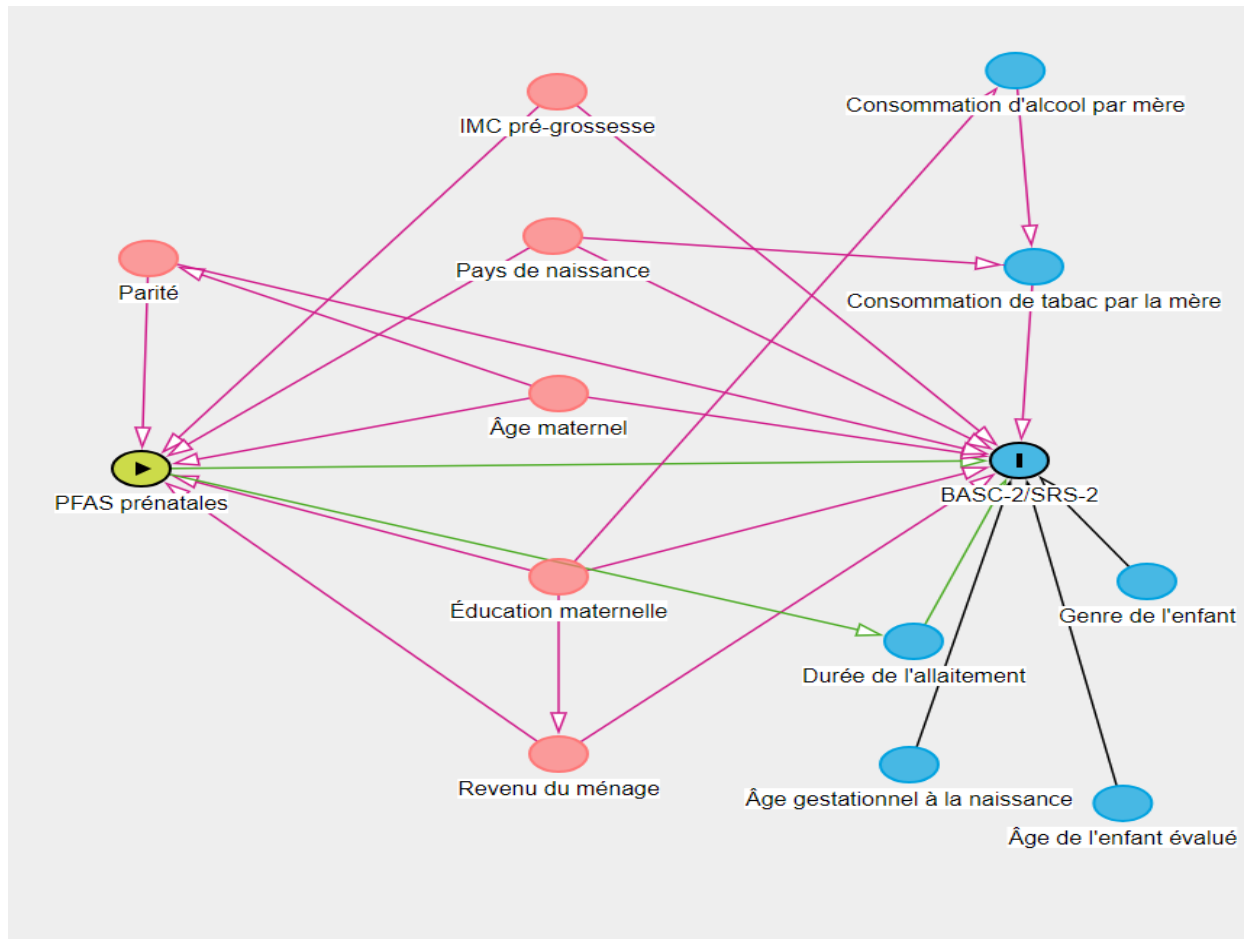 Consommation d'alcool par mère
IMC pré-grossesse
Pays de naissance
Parité
Consommation de tabac par la mère
Âge maternel
PFAS prénatales
BASC-2/SRS-2
Éducation maternelle
Genre de l'enfant
Durée de l'allaitement
Revenu du ménage
Âge gestationnel à la naissance
Âge de l'enfant évalué